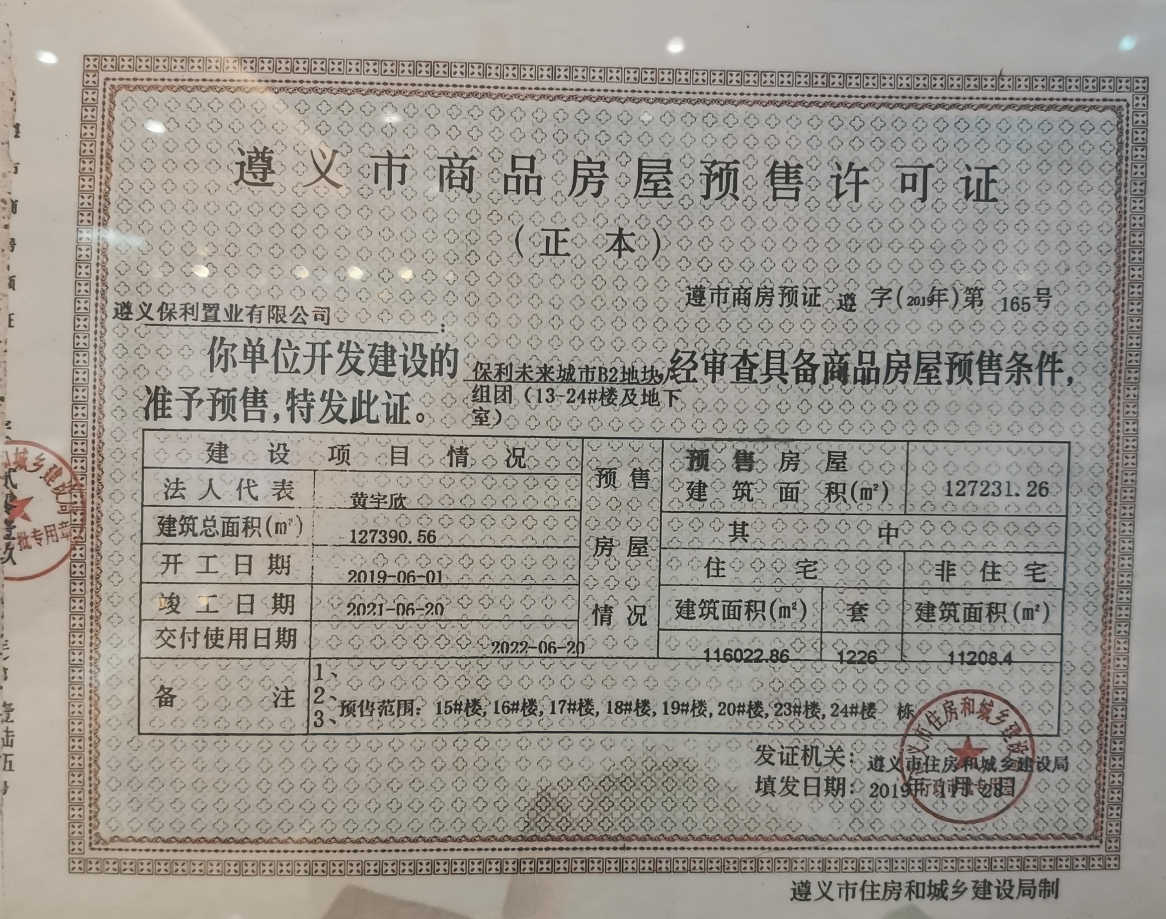 遵义市商品房屋预售许可证
(正本)
遵市商房预证 遵 字(2019年)第 165号
遵义保利置业有限公司:
你单位开发建设的 保利未来城市B2地块八 ,经审查具备商品房屋预售条件,
组团(13-24#楼及地下
室)
准予预售,特发此证。
建设项目情况
预售房屋情况
预售房屋
建筑面积(㎡) 127231.26
法人代表 黄宇欣
建筑总面积(㎡) 127390.56
其中
开工日期 2019-06-01
住宅 非住宅
竣工日期 2021-06-20
建筑面积(㎡) 套 建筑面积(㎡)
交付使用日期 2022-06-20
116022.86 1226 11208.4
备注
1、
2、
3、预售范围: 15#楼,16#楼,17#楼,18#楼,19#楼,20#楼,23#楼,24#楼 栋
发证机关: 遵义市住房和城乡建设局
填发日期: 2019年 11月 28日
遵义市住房和城乡建设局制